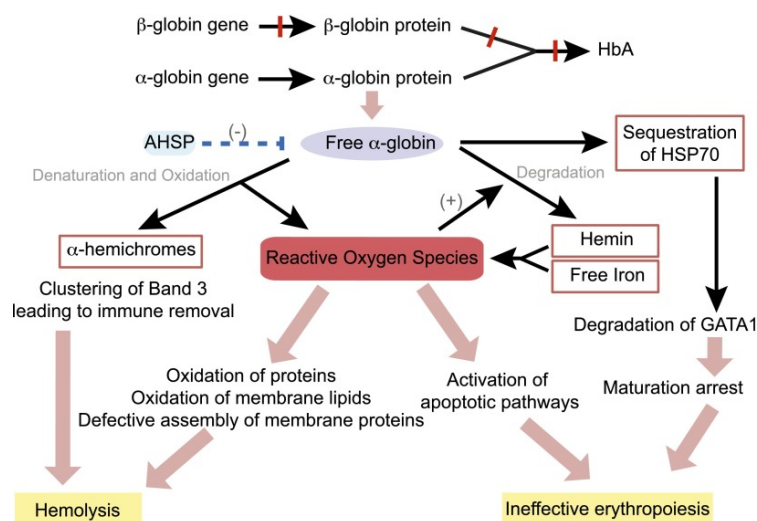 β-globin gene
β-globin protein
HbA
α-globin gene
α-globin protein
AHSP
(-)
Free α-globin
Sequestration
of HSP70
Denaturation and Oxidation
Degradation
(+)
α-hemichromes
Reactive Oxygen Species
Hemin
Free Iron
Clustering of Band 3
leading to immune removal
Degradation of GATA1
Oxidation of proteins
Oxidation of membrane lipids
Defective assembly of membrane proteins
Activation of
apoptotic pathways
Maturation arrest
Hemolysis
Ineffective erythropoiesis